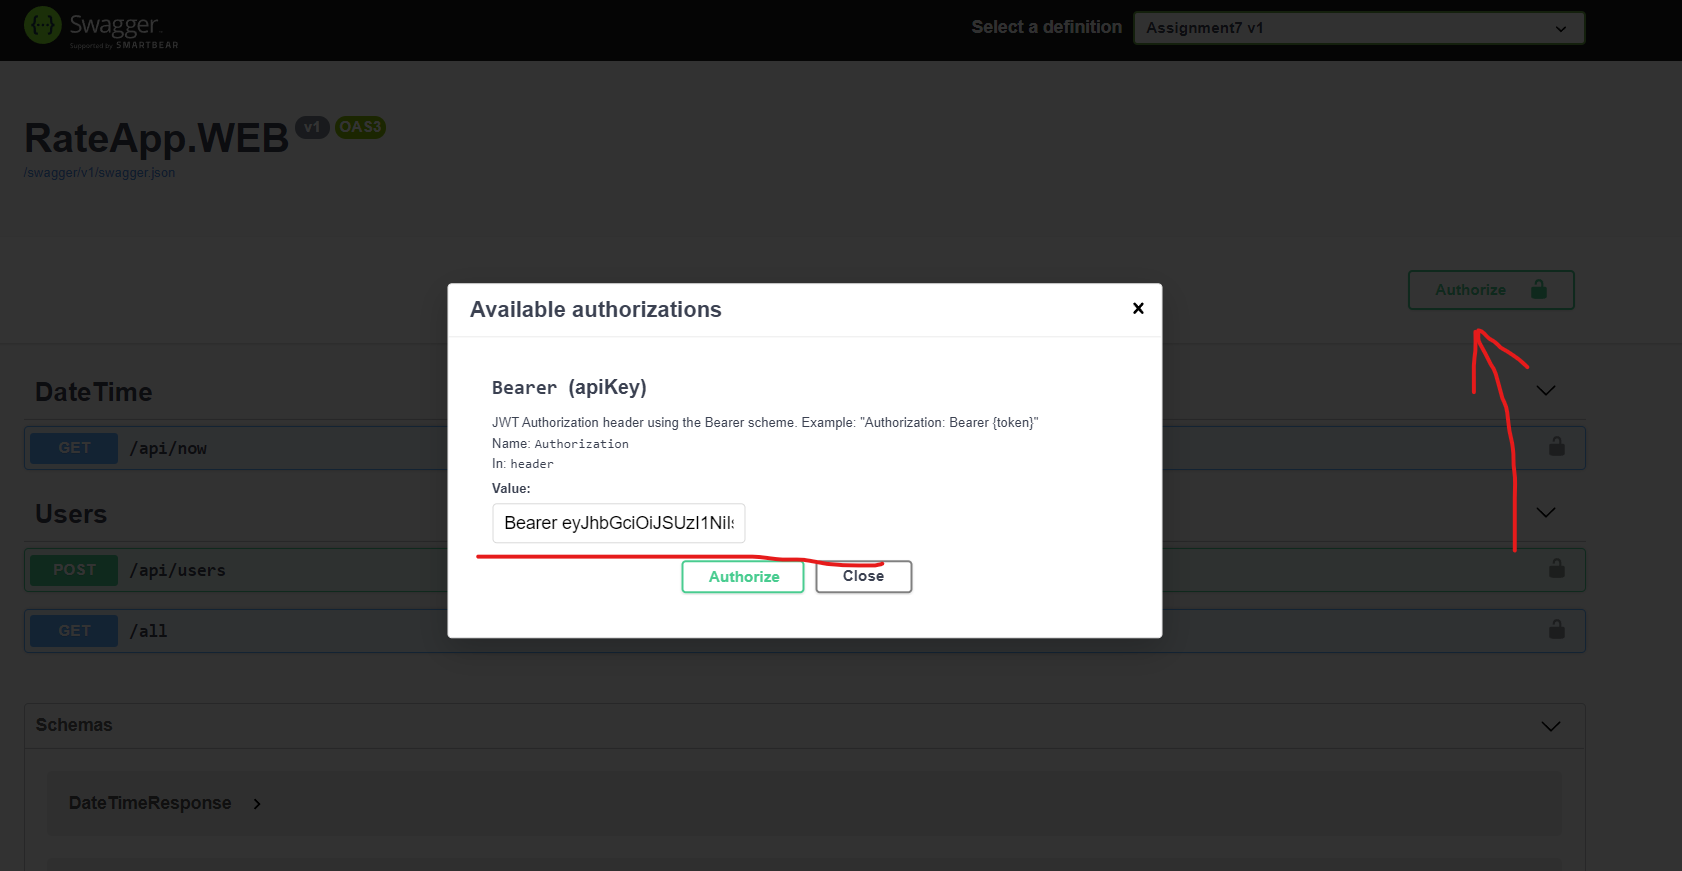 Swagger
Supported by SMARTBEAR
Select a definition
Assignment7 v1
RateApp.WEB v1 OAS3
/swagger/v1/swagger.json
Authorize
Available authorizations
Bearer (apiKey)
JWT Authorization header using the Bearer scheme. Example: "Authorization: Bearer {token}"
Name: Authorization
In: header
Value:
Bearer eyJhbGciOiJSUzI1NiIs
Authorize Close
DateTime
GET /api/now
Users
POST /api/users
GET /all
Schemas
DateTimeResponse